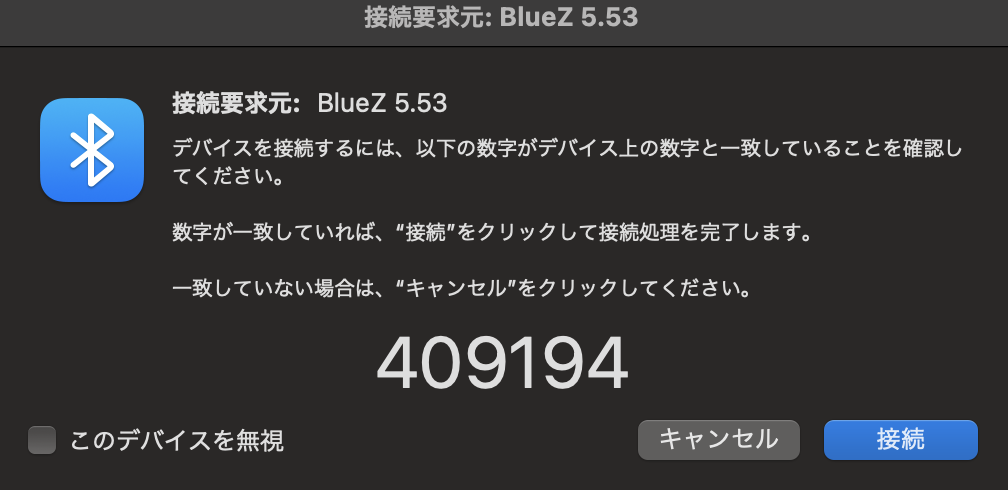 接続要求元: BlueZ 5.53
接続要求元: BlueZ 5.53
デバイスを接続するには、以下の数字がデバイス上の数字と一致していることを確認し
てください。
数字が一致していれば、“接続”をクリックして接続処理を完了します。
一致していない場合は、“キャンセル”をクリックしてください。
409194
このデバイスを無視
キャンセル
接続